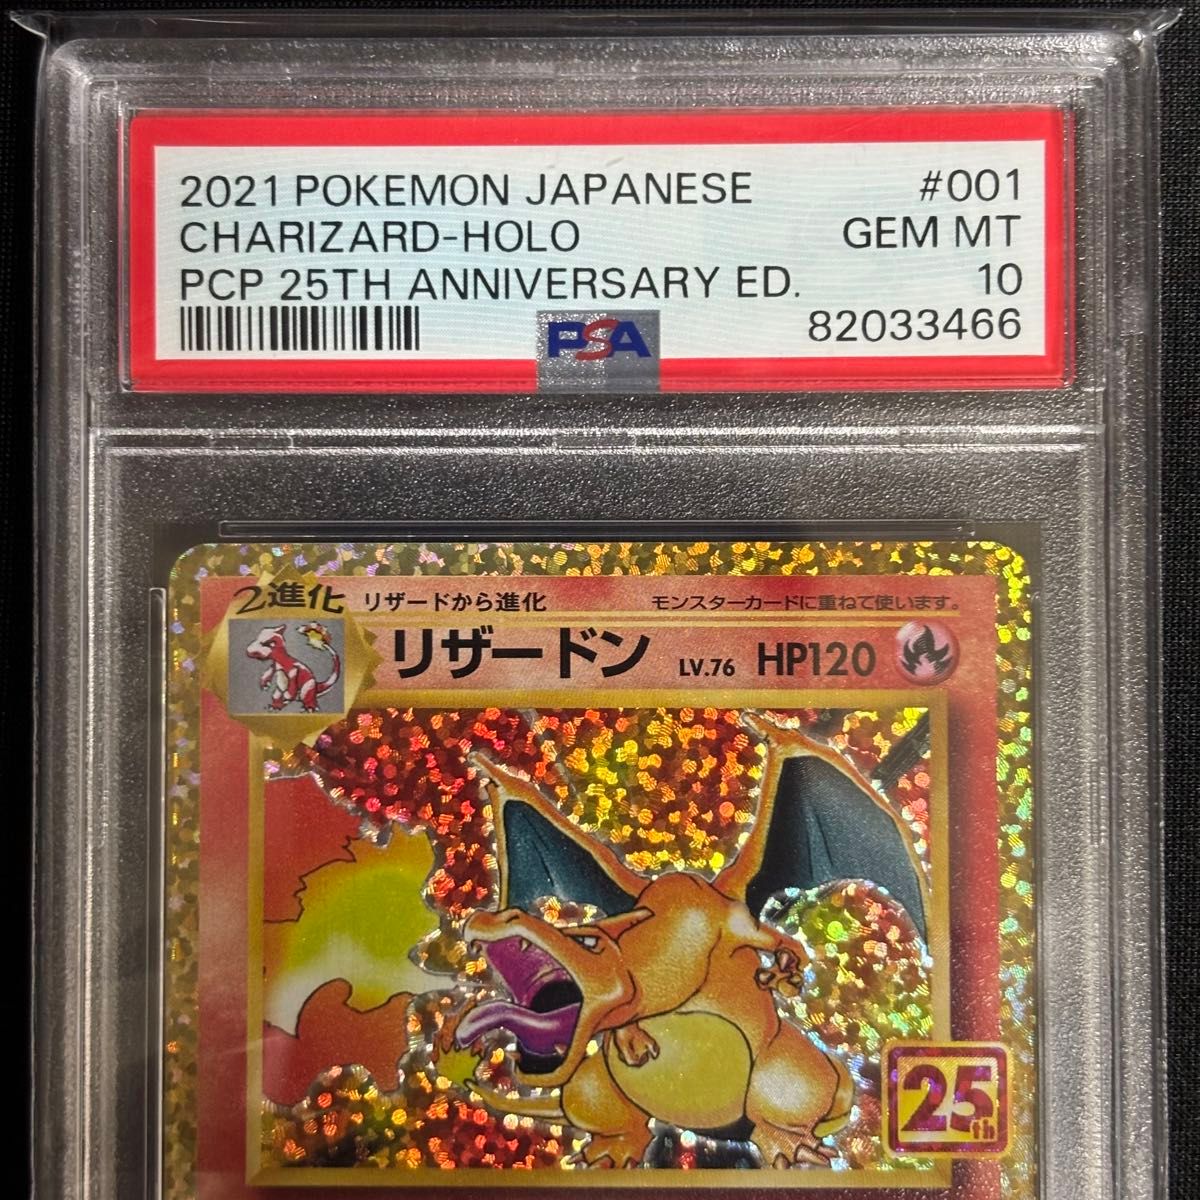 2021 POKEMON JAPANESE #001
CHARIZARD-HOLO GEM MT
PCP 25TH ANNIVERSARY ED. 10
82033466
PSA
2進化 リザードから進化 モンスターカードに重ねて使います。
リザードン LV.76 HP120
25th